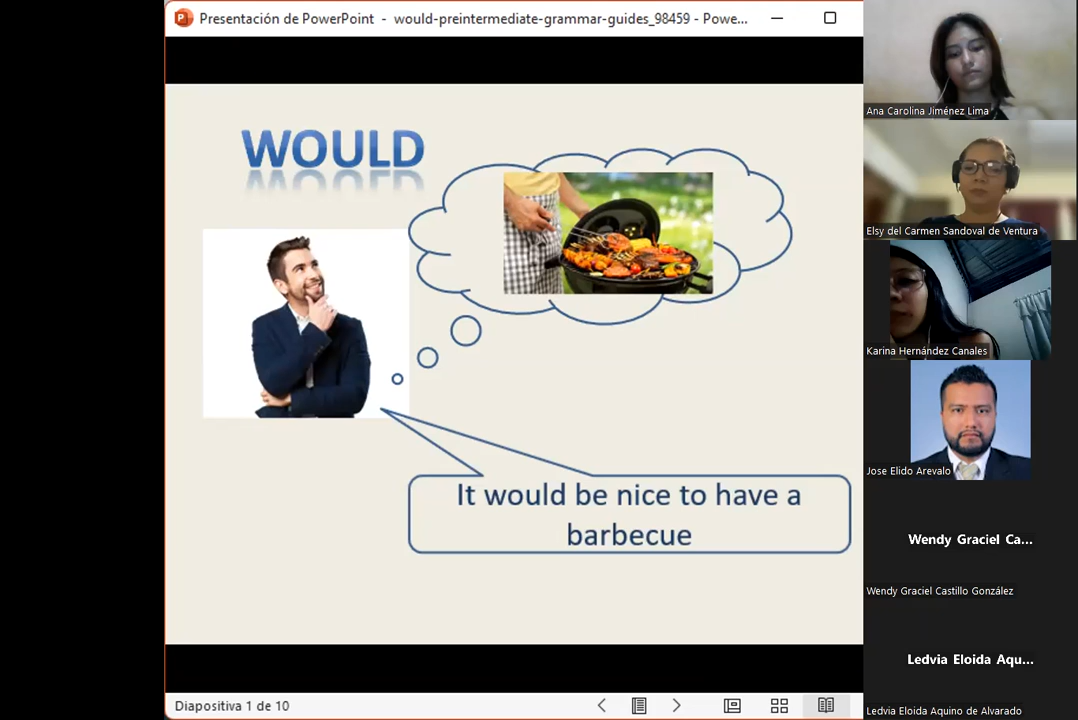 Presentación de PowerPoint - would-preintermediate-grammar-guides_98459 - Powe...
WOULD
It would be nice to have a
barbecue
Diapositiva 1 de 10
Ana Carolina Jiménez Lima
Elsy del Carmen Sandoval de Ventura
Karina Hernández Canales
Jose Elido Arevalo
Wendy Graciel Ca...
Wendy Graciel Castillo González
Ledvia Eloida Aqu...
Ledvia Eloida Aquino de Alvarado